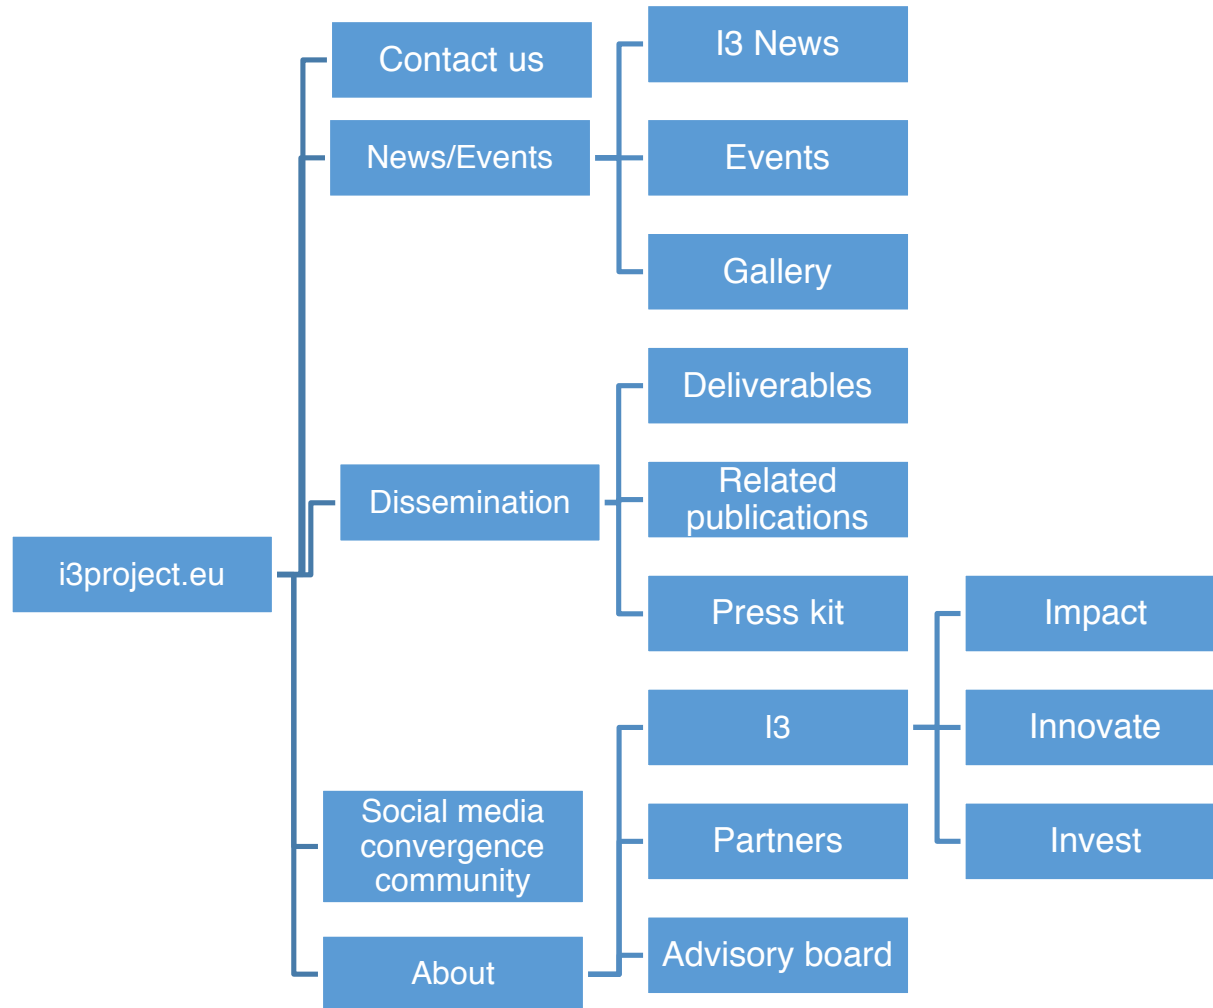 i3project.eu
Contact us
News/Events
I3 News
Events
Gallery
Dissemination
Deliverables
Related
publications
Press kit
Social media
convergence
community
About
I3
Impact
Innovate
Invest
Partners
Advisory board